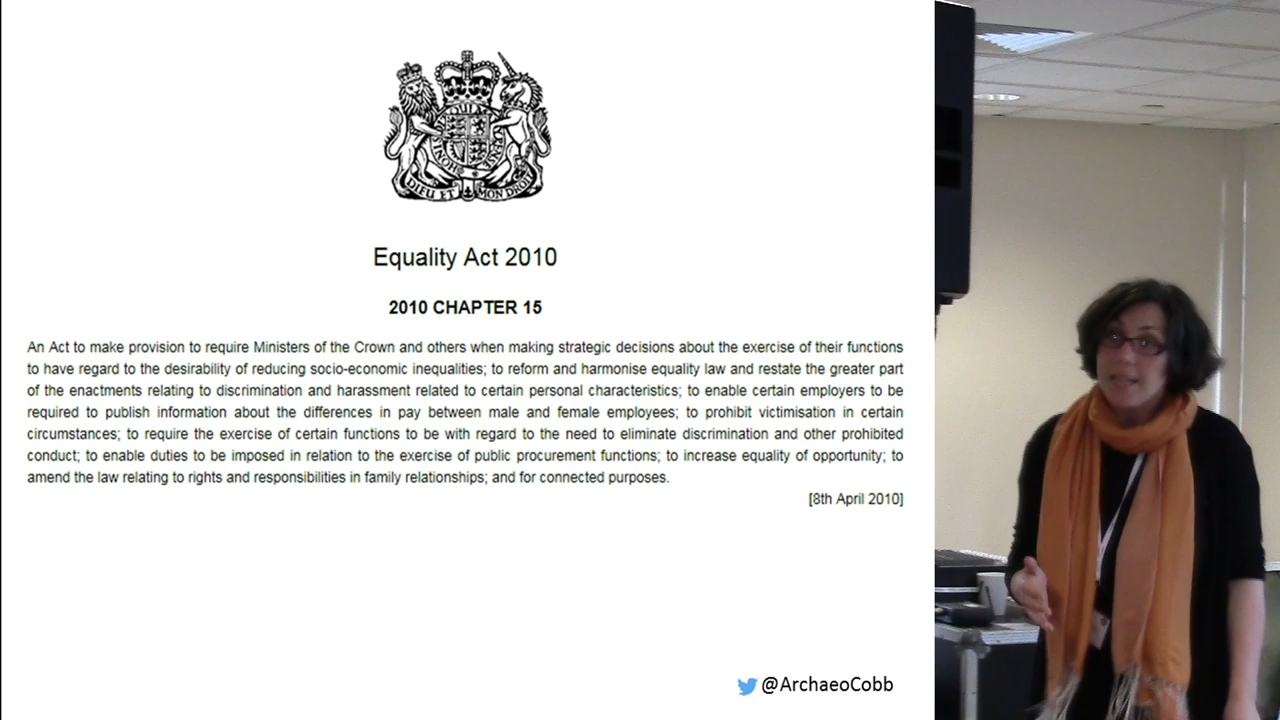 HONI SOIT QUI MAL Y PENSE
DIEU ET MON DROIT
Equality Act 2010
2010 CHAPTER 15
An Act to make provision to require Ministers of the Crown and others when making strategic decisions about the exercise of their functions
to have regard to the desirability of reducing socio-economic inequalities; to reform and harmonise equality law and restate the greater part
of the enactments relating to discrimination and harassment related to certain personal characteristics; to enable certain employers to be
required to publish information about the differences in pay between male and female employees; to prohibit victimisation in certain
circumstances; to require the exercise of certain functions to be with regard to the need to eliminate discrimination and other prohibited
conduct; to enable duties to be imposed in relation to the exercise of public procurement functions; to increase equality of opportunity; to
amend the law relating to rights and responsibilities in family relationships; and for connected purposes.
[8th April 2010]
@ArchaeoCobb